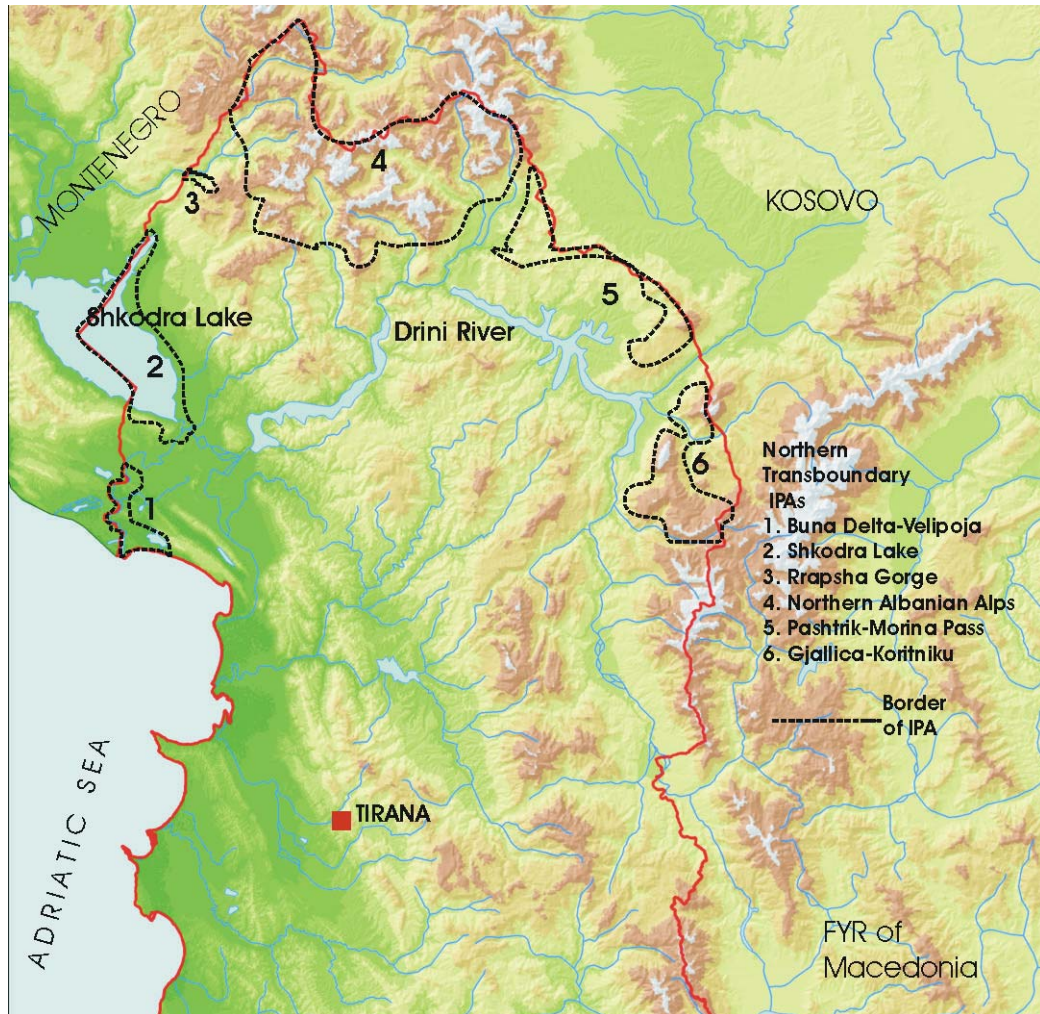 MONTENEGRO
4
3
KOSOVO
5
Shkodra Lake
Drini River
2
6
1
Northern
Transboundary
IPAs
1. Buna Delta-Velipoja
2. Shkodra Lake
3. Rrapsha Gorge
4. Northern Albanian Alps
5. Pashtrik-Morina Pass
6. Gjallica-Koritniku
Border
of IPA
ADRIATIC SEA
TIRANA
FYR of
Macedonia